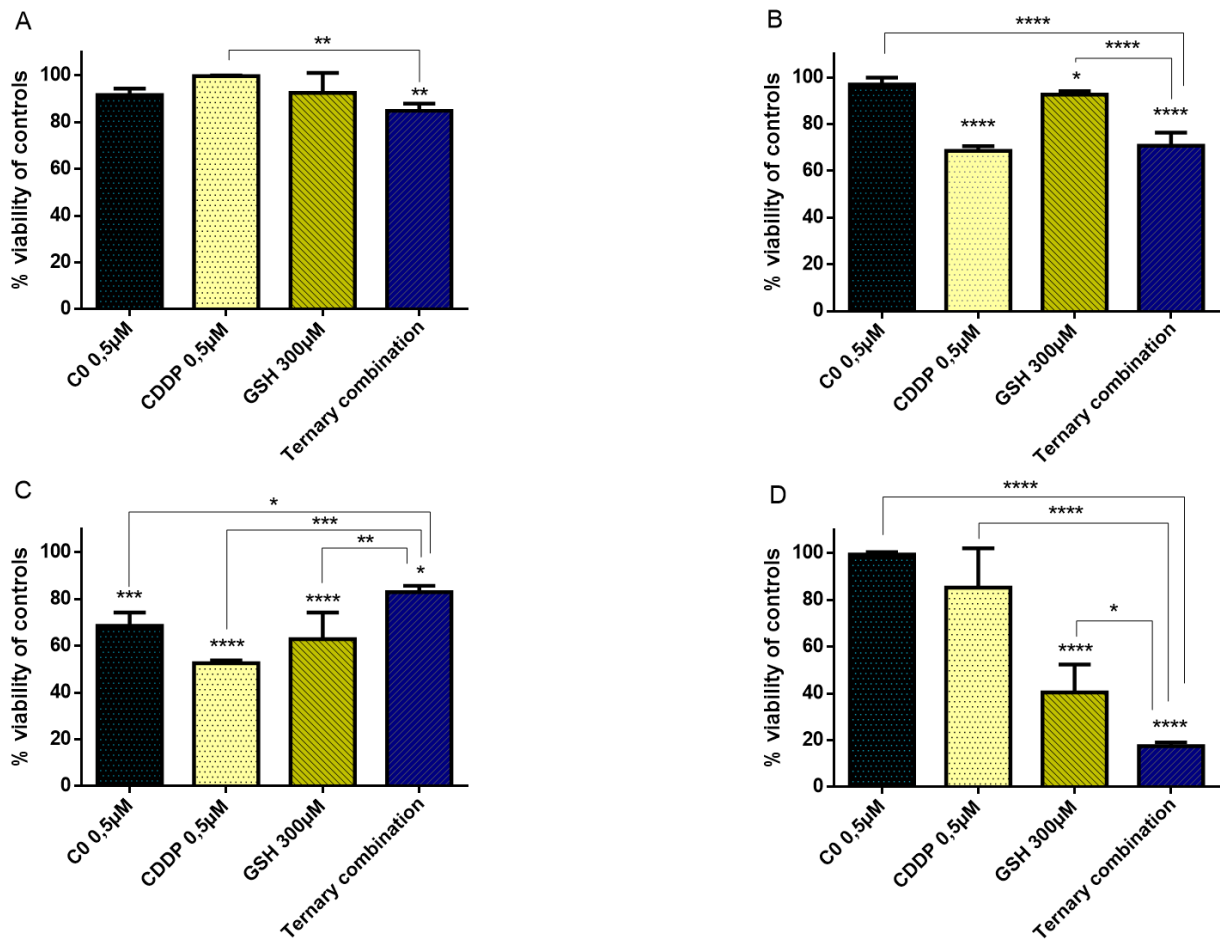 A
% viability of controls
100
80
60
40
20
0
**
**
C0 0,5µM
CDDP 0,5µM
GSH 300µM
Ternary combination
B
% viability of controls
100
80
60
40
20
0
****
****
*
****
****
C0 0,5µM
CDDP 0,5µM
GSH 300µM
Ternary combination
C
% viability of controls
100
80
60
40
20
0
*
***
**
*
***
****
****
C0 0,5µM
CDDP 0,5µM
GSH 300µM
Ternary combination
D
% viability of controls
100
80
60
40
20
0
****
****
*
****
****
C0 0,5µM
CDDP 0,5µM
GSH 300µM
Ternary combination